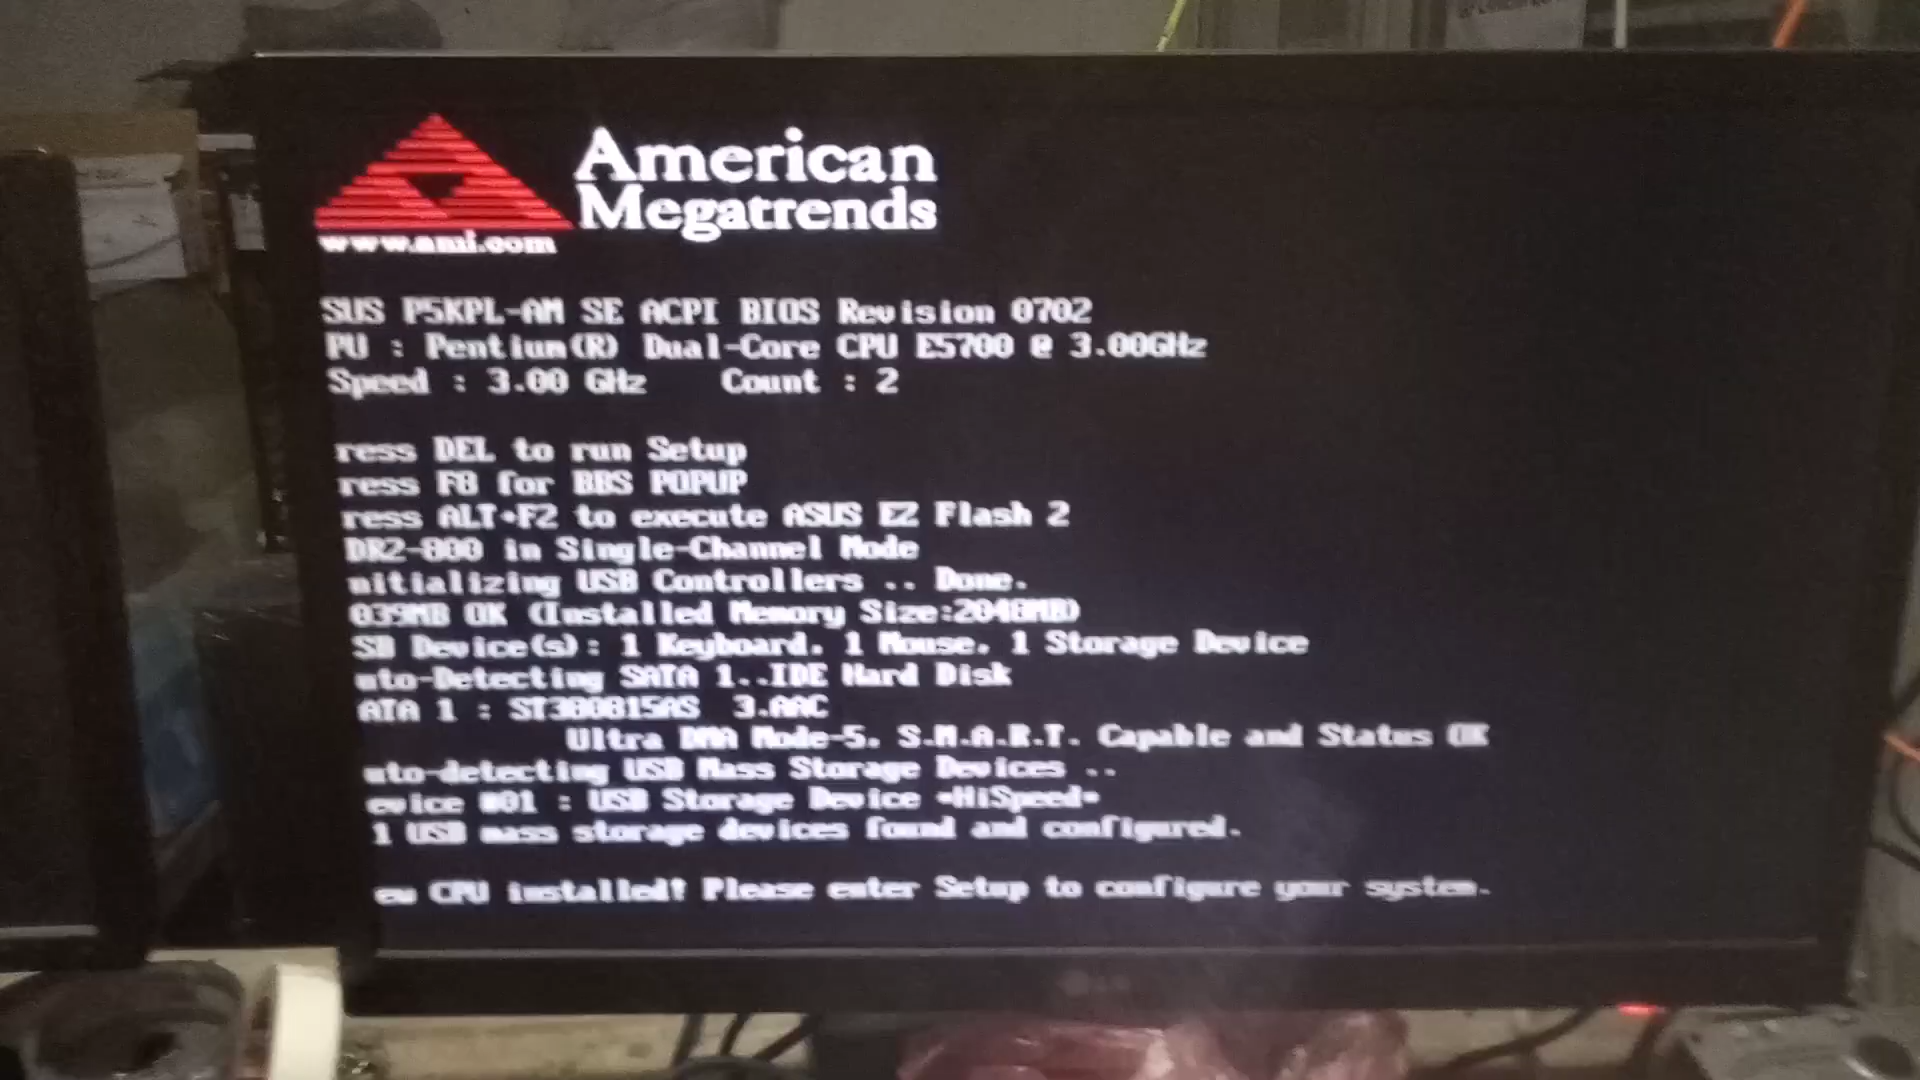 American
Megatrends
www.ami.com
SUS P5KPL-AM SE ACPI BIOS Revision 0702
PU : Pentium(R) Dual-Core CPU E5700 @ 3.00GHz
Speed : 3.00 GHz Count : 2
ress DEL to run Setup
ress F8 for BBS POPUP
ress ALT+F2 to execute ASUS EZ Flash 2
DR2-800 in Single-Channel Mode
nitializing USB Controllers .. Done.
039MB OK (Installed Memory Size:2048MB)
SB Device(s): 1 Keyboard, 1 Mouse, 1 Storage Device
uto-Detecting SATA 1..IDE Hard Disk
ATA 1 : ST380815AS 3.AAC
Ultra DMA Mode-5, S.M.A.R.T. Capable and Status OK
uto-detecting USB Mass Storage Devices ..
evice #01 : USB Storage Device *HiSpeed*
1 USB mass storage devices found and configured.
ew CPU installed! Please enter Setup to configure your system.